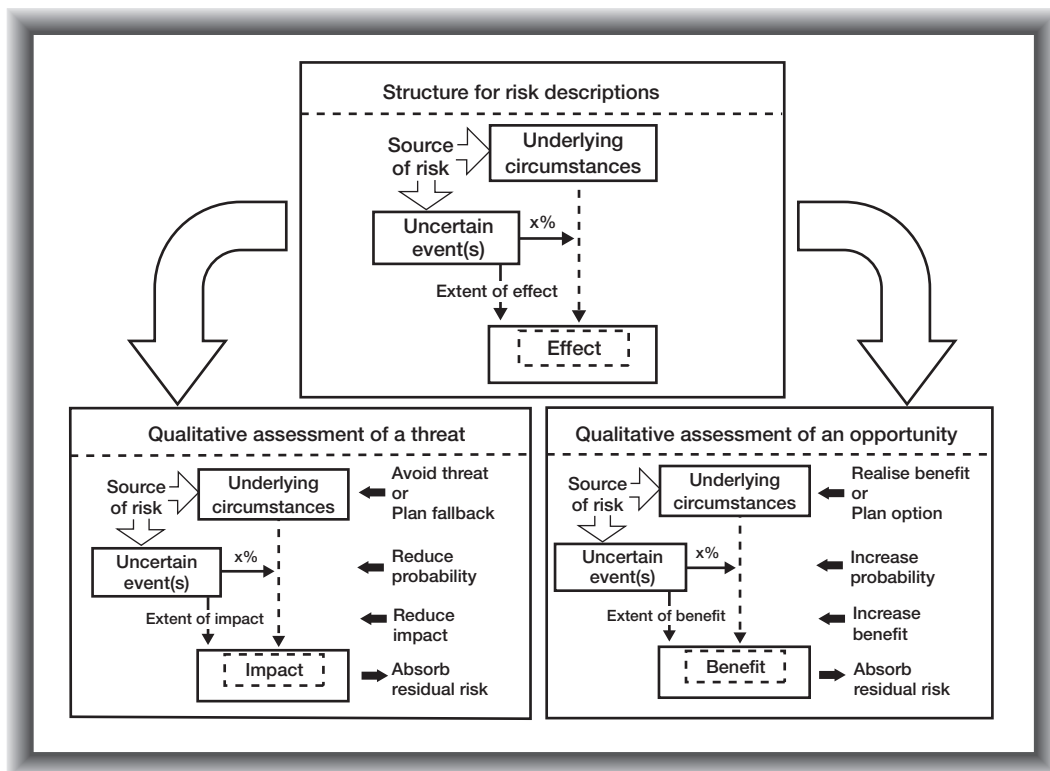 Structure for risk descriptions
Source
of risk
Underlying
circumstances
Uncertain
event(s)
x%
Extent of effect
Effect
Qualitative assessment of a threat
Source
of risk
Underlying
circumstances
Avoid threat
or
Plan fallback
Uncertain
event(s)
x%
Reduce
probability
Extent of impact
Reduce
impact
Impact
Absorb
residual risk
Qualitative assessment of an opportunity
Source
of risk
Underlying
circumstances
Realise benefit
or
Plan option
Uncertain
event(s)
x%
Increase
probability
Extent of benefit
Increase
benefit
Benefit
Absorb
residual risk